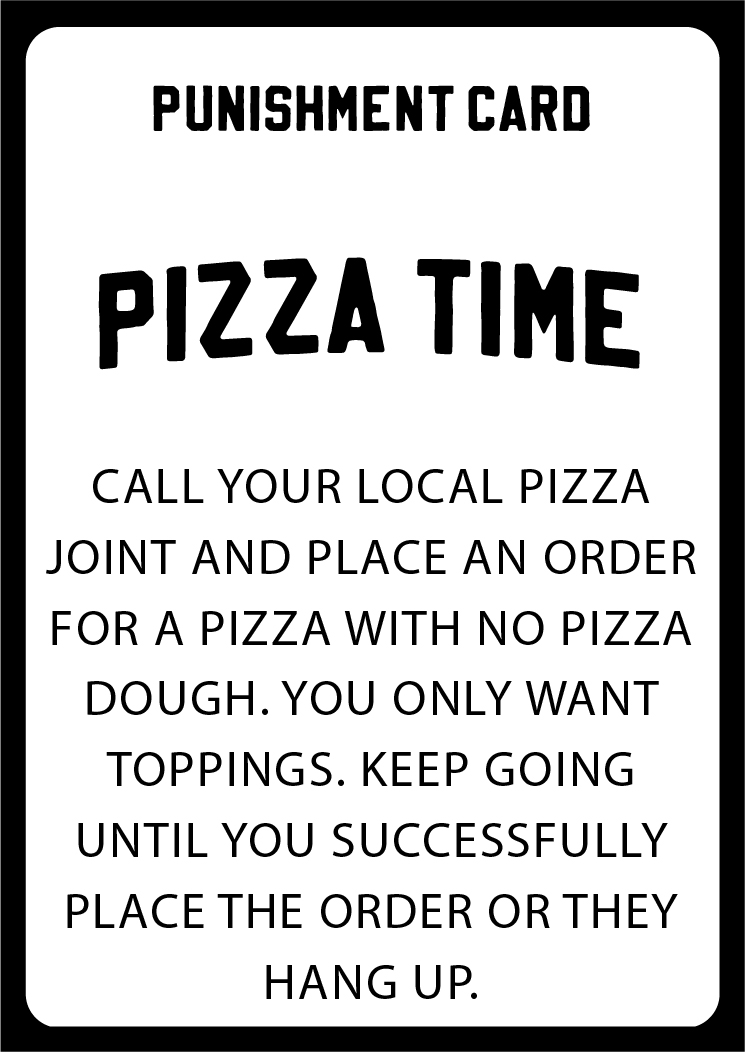 PUNISHMENT CARD
PIZZA TIME
CALL YOUR LOCAL PIZZA
JOINT AND PLACE AN ORDER
FOR A PIZZA WITH NO PIZZA
DOUGH. YOU ONLY WANT
TOPPINGS. KEEP GOING
UNTIL YOU SUCCESSFULLY
PLACE THE ORDER OR THEY
HANG UP.